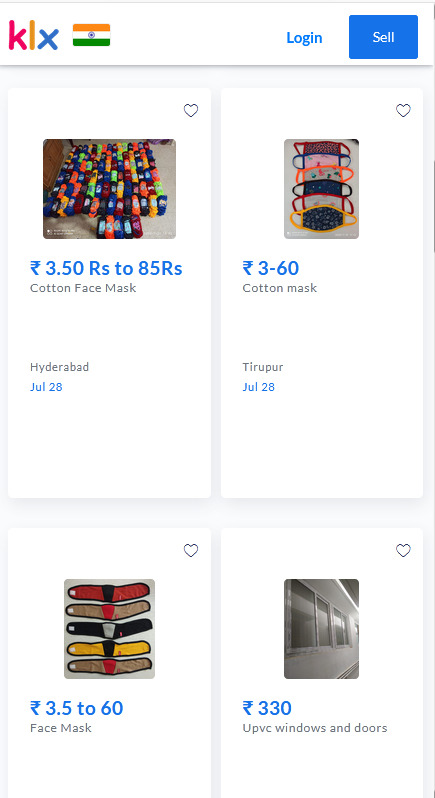 klx
Login
Sell
₹ 3.50 Rs to 85Rs
Cotton Face Mask
Hyderabad
Jul 28
₹ 3-60
Cotton mask
Tirupur
Jul 28
₹ 3.5 to 60
Face Mask
₹ 330
Upvc windows and doors